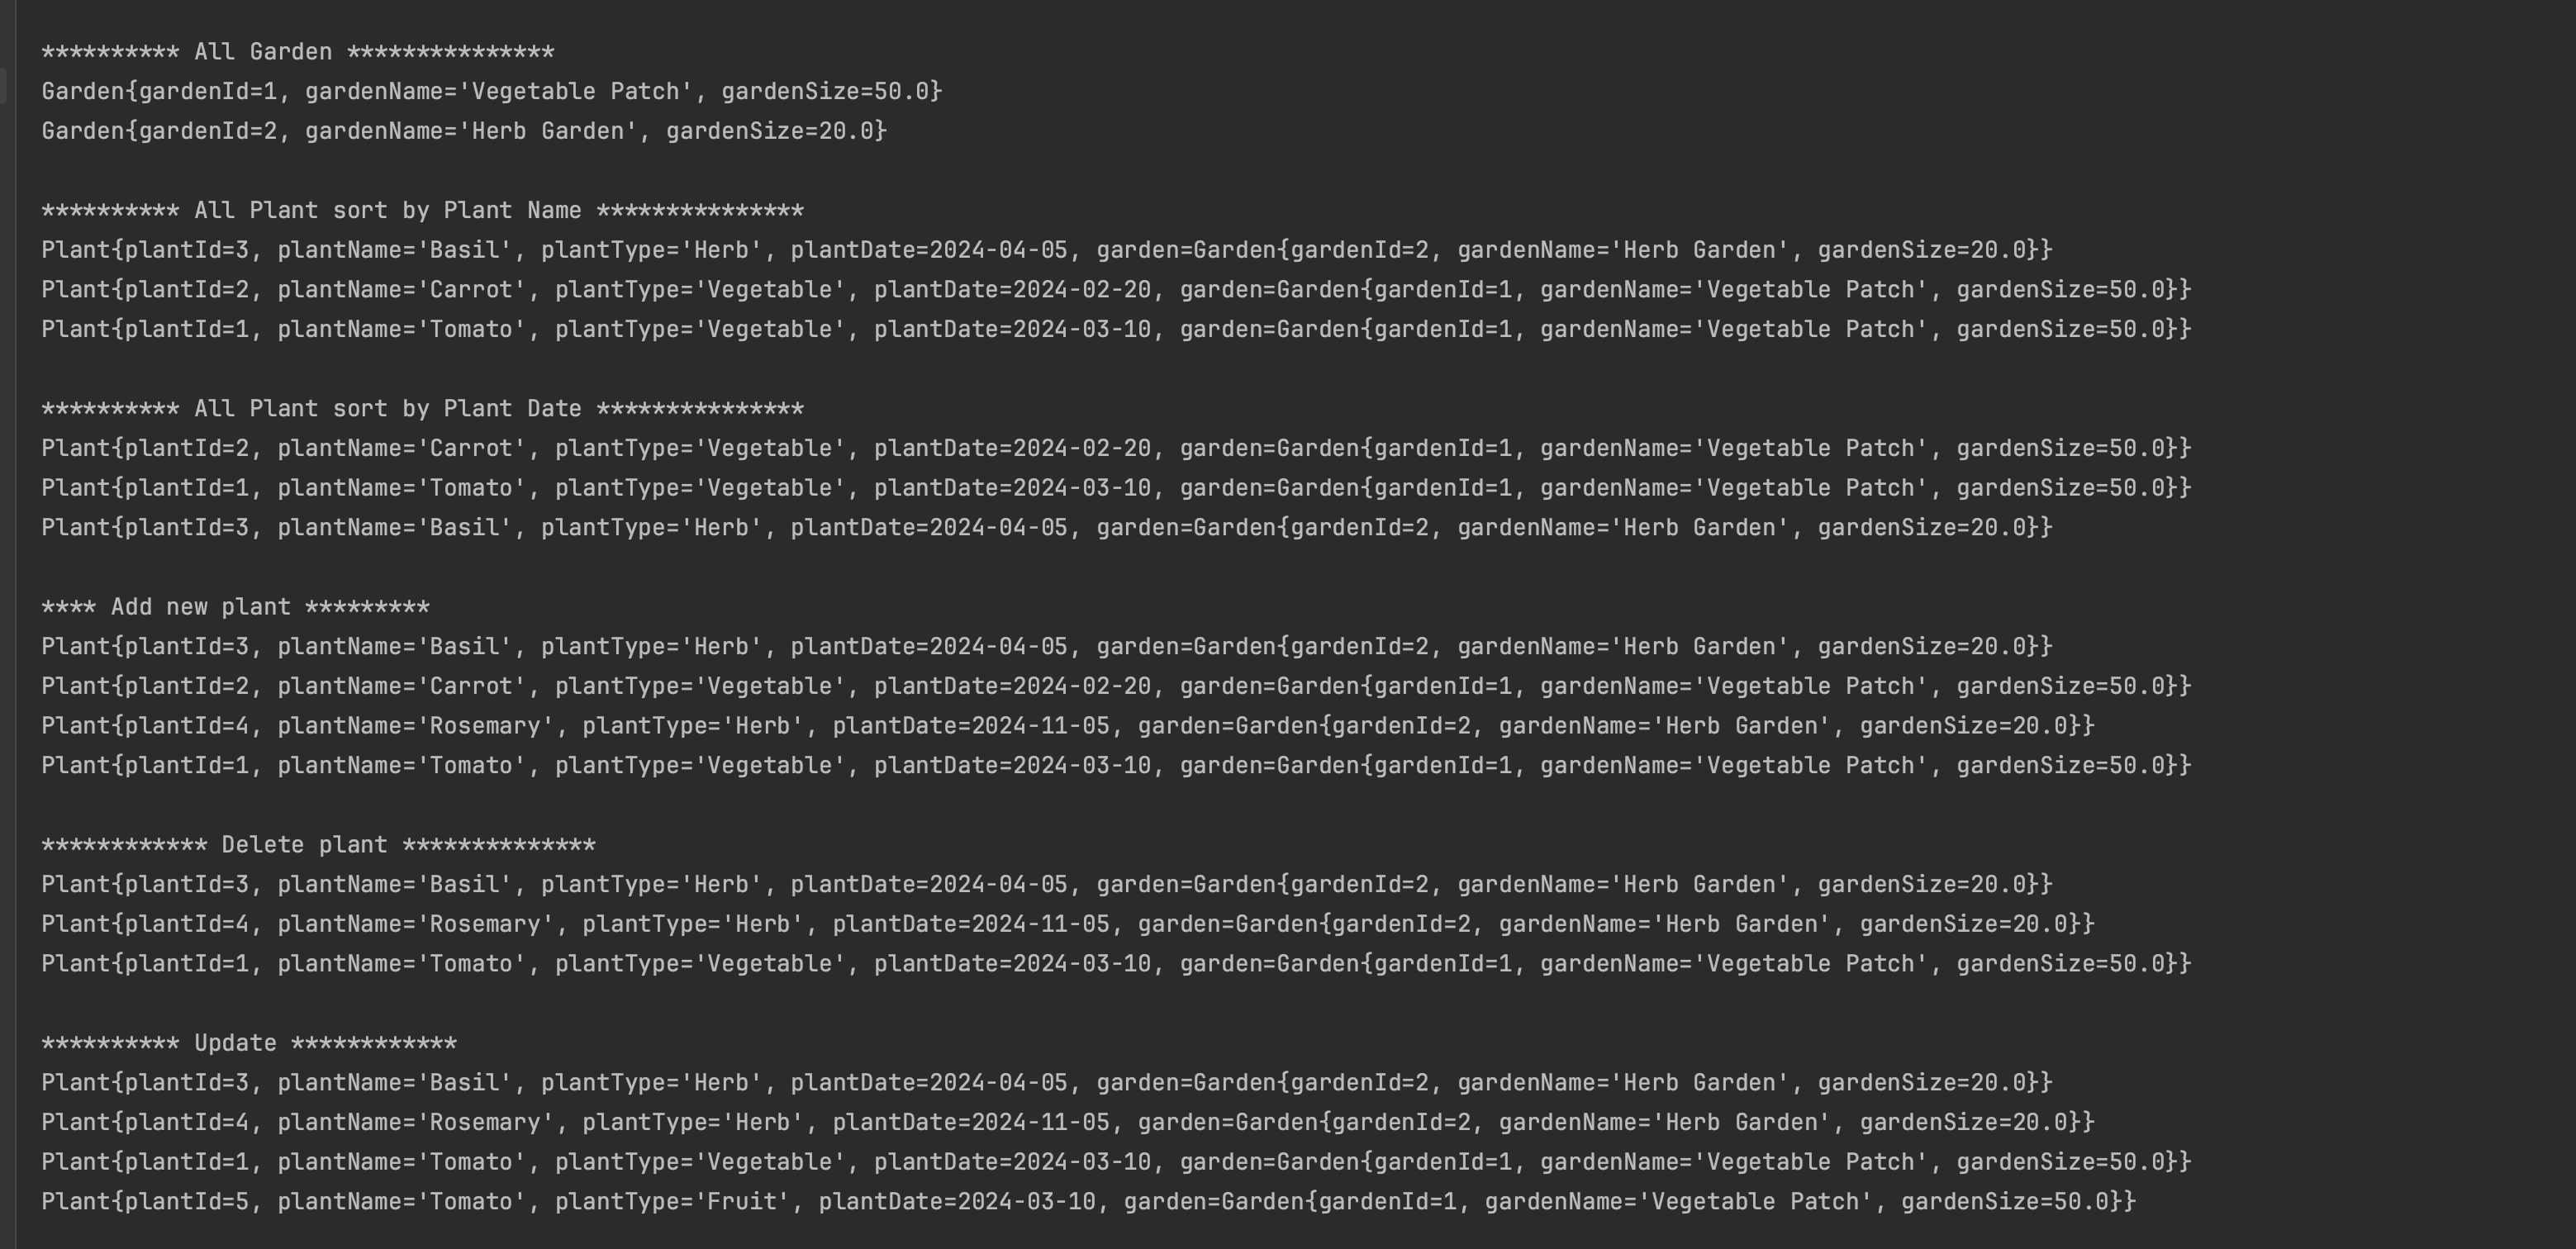 ********** All Garden ***************
Garden{gardenId=1, gardenName='Vegetable Patch', gardenSize=50.0}
Garden{gardenId=2, gardenName='Herb Garden', gardenSize=20.0}
********** All Plant sort by Plant Name ***************
Plant{plantId=3, plantName='Basil', plantType='Herb', plantDate=2024-04-05, garden=Garden{gardenId=2, gardenName='Herb Garden', gardenSize=20.0}}
Plant{plantId=2, plantName='Carrot', plantType='Vegetable', plantDate=2024-02-20, garden=Garden{gardenId=1, gardenName='Vegetable Patch', gardenSize=50.0}}
Plant{plantId=1, plantName='Tomato', plantType='Vegetable', plantDate=2024-03-10, garden=Garden{gardenId=1, gardenName='Vegetable Patch', gardenSize=50.0}}
********** All Plant sort by Plant Date ***************
Plant{plantId=2, plantName='Carrot', plantType='Vegetable', plantDate=2024-02-20, garden=Garden{gardenId=1, gardenName='Vegetable Patch', gardenSize=50.0}}
Plant{plantId=1, plantName='Tomato', plantType='Vegetable', plantDate=2024-03-10, garden=Garden{gardenId=1, gardenName='Vegetable Patch', gardenSize=50.0}}
Plant{plantId=3, plantName='Basil', plantType='Herb', plantDate=2024-04-05, garden=Garden{gardenId=2, gardenName='Herb Garden', gardenSize=20.0}}
**** Add new plant *********
Plant{plantId=3, plantName='Basil', plantType='Herb', plantDate=2024-04-05, garden=Garden{gardenId=2, gardenName='Herb Garden', gardenSize=20.0}}
Plant{plantId=2, plantName='Carrot', plantType='Vegetable', plantDate=2024-02-20, garden=Garden{gardenId=1, gardenName='Vegetable Patch', gardenSize=50.0}}
Plant{plantId=4, plantName='Rosemary', plantType='Herb', plantDate=2024-11-05, garden=Garden{gardenId=2, gardenName='Herb Garden', gardenSize=20.0}}
Plant{plantId=1, plantName='Tomato', plantType='Vegetable', plantDate=2024-03-10, garden=Garden{gardenId=1, gardenName='Vegetable Patch', gardenSize=50.0}}
************ Delete plant **************
Plant{plantId=3, plantName='Basil', plantType='Herb', plantDate=2024-04-05, garden=Garden{gardenId=2, gardenName='Herb Garden', gardenSize=20.0}}
Plant{plantId=4, plantName='Rosemary', plantType='Herb', plantDate=2024-11-05, garden=Garden{gardenId=2, gardenName='Herb Garden', gardenSize=20.0}}
Plant{plantId=1, plantName='Tomato', plantType='Vegetable', plantDate=2024-03-10, garden=Garden{gardenId=1, gardenName='Vegetable Patch', gardenSize=50.0}}
********** Update ************
Plant{plantId=3, plantName='Basil', plantType='Herb', plantDate=2024-04-05, garden=Garden{gardenId=2, gardenName='Herb Garden', gardenSize=20.0}}
Plant{plantId=4, plantName='Rosemary', plantType='Herb', plantDate=2024-11-05, garden=Garden{gardenId=2, gardenName='Herb Garden', gardenSize=20.0}}
Plant{plantId=1, plantName='Tomato', plantType='Vegetable', plantDate=2024-03-10, garden=Garden{gardenId=1, gardenName='Vegetable Patch', gardenSize=50.0}}
Plant{plantId=5, plantName='Tomato', plantType='Fruit', plantDate=2024-03-10, garden=Garden{gardenId=1, gardenName='Vegetable Patch', gardenSize=50.0}}